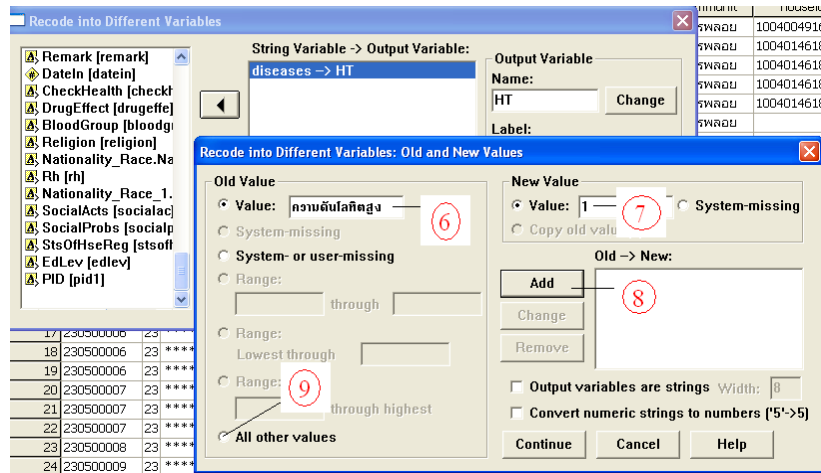 Recode into Different Variables
Remark [remark]
DateIn [datein]
CheckHealth [checkh
DrugEffect [drugeffe]
BloodGroup [bloodg
Religion [religion]
Nationality_Race.Na
Rh [rh]
Nationality_Race_1.
SocialActs [socialac]
SocialProbs [socialp
StsOfHseReg [stsoff
EdLev [edlev]
PID [pid1]
String Variable -> Output Variable:
diseases --> HT
Output Variable
Name:
HT
Change
Label:
รพลอย 1004004916
รพลอย 1004014618
รพลอย 1004014618
รพลอย 1004014618
รพลอย 1004014618
รพลอย
Recode into Different Variables: Old and New Values
Old Value
Value: ความดันโลหิตสูง
6
System-missing
System- or user-missing
Range:
through
Range:
Lowest through
Range:
9
through highest
All other values
New Value
Value: 1
7
System-missing
Copy old valu
Old --> New:
Add
8
Change
Remove
Output variables are strings Width: 8
Convert numeric strings to numbers ('5'->5)
Continue Cancel Help
17 230500006 23 ****
18 230500006 23 ****
19 230500006 23 ****
20 230500007 23 ****
21 230500007 23 ****
22 230500007 23 ****
23 230500008 23 ****
24 230500009 23 ****